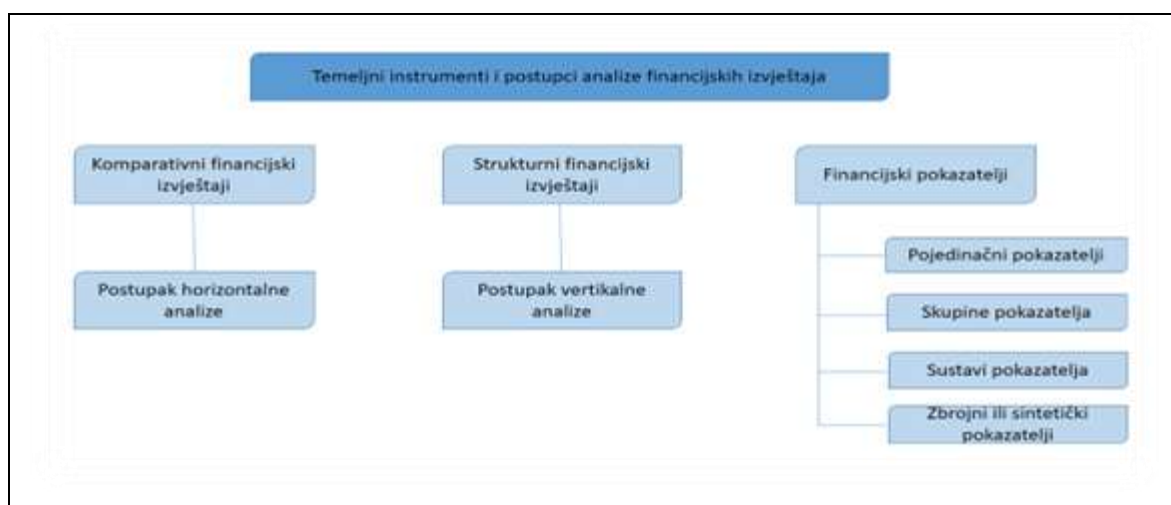 Temeljni instrumenti i postupci analize financijskih izvještaja
Komparativni financijski
izvještaji
Strukturni financijski
izvještaji
Financijski pokazatelji
Postupak horizontalne
analize
Postupak vertikalne
analize
Pojedinačni pokazatelji
Skupine pokazatelja
Sustavi pokazatelja
Zbrojni ili sintetički
pokazatelji